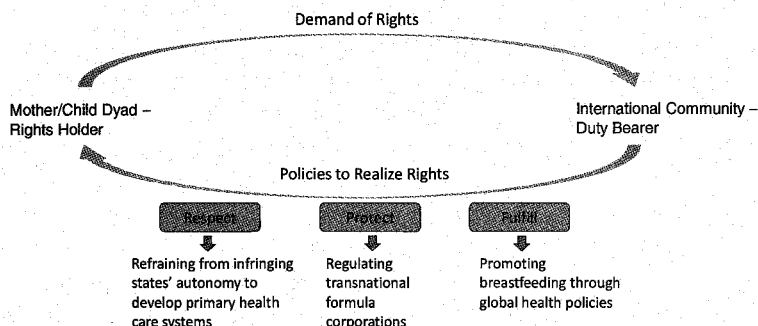 Demand of Rights
Mother/Child Dyad –
Rights Holder
International Community –
Duty Bearer
Policies to Realize Rights
Respect
Protect
Fulfill
Refraining from infringing
states' autonomy to
develop primary health
care systems
Regulating
transnational
formula
corporations
Promoting
breastfeeding through
global health policies